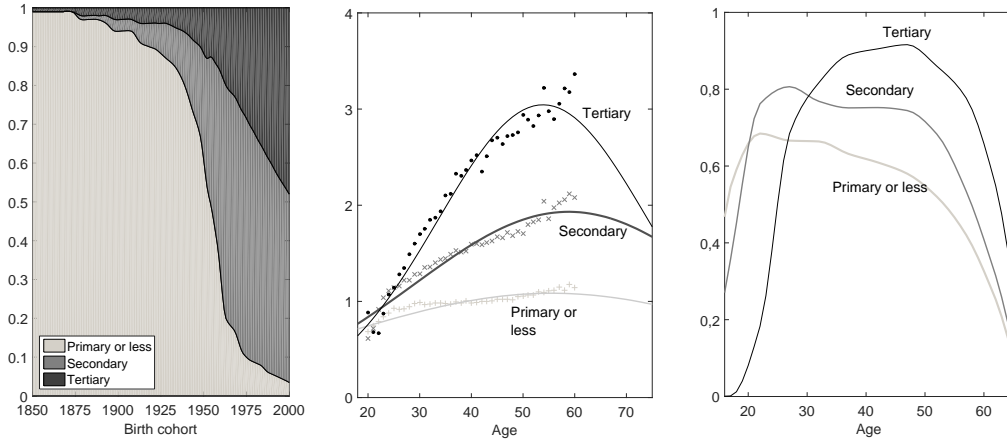 1
0.9
0.8
0.7
0.6
0.5
0.4
0.3
0.2
0.1
0
Primary or less
Secondary
Tertiary
1850 1875 1900 1925 1950 1975 2000
Birth cohort
4
3
2
1
0
Tertiary
Secondary
Primary or
less
20 30 40 50 60 70
Age
1
0,8
0,6
0,4
0,2
0
Tertiary
Secondary
Primary or less
20 30 40 50 60
Age